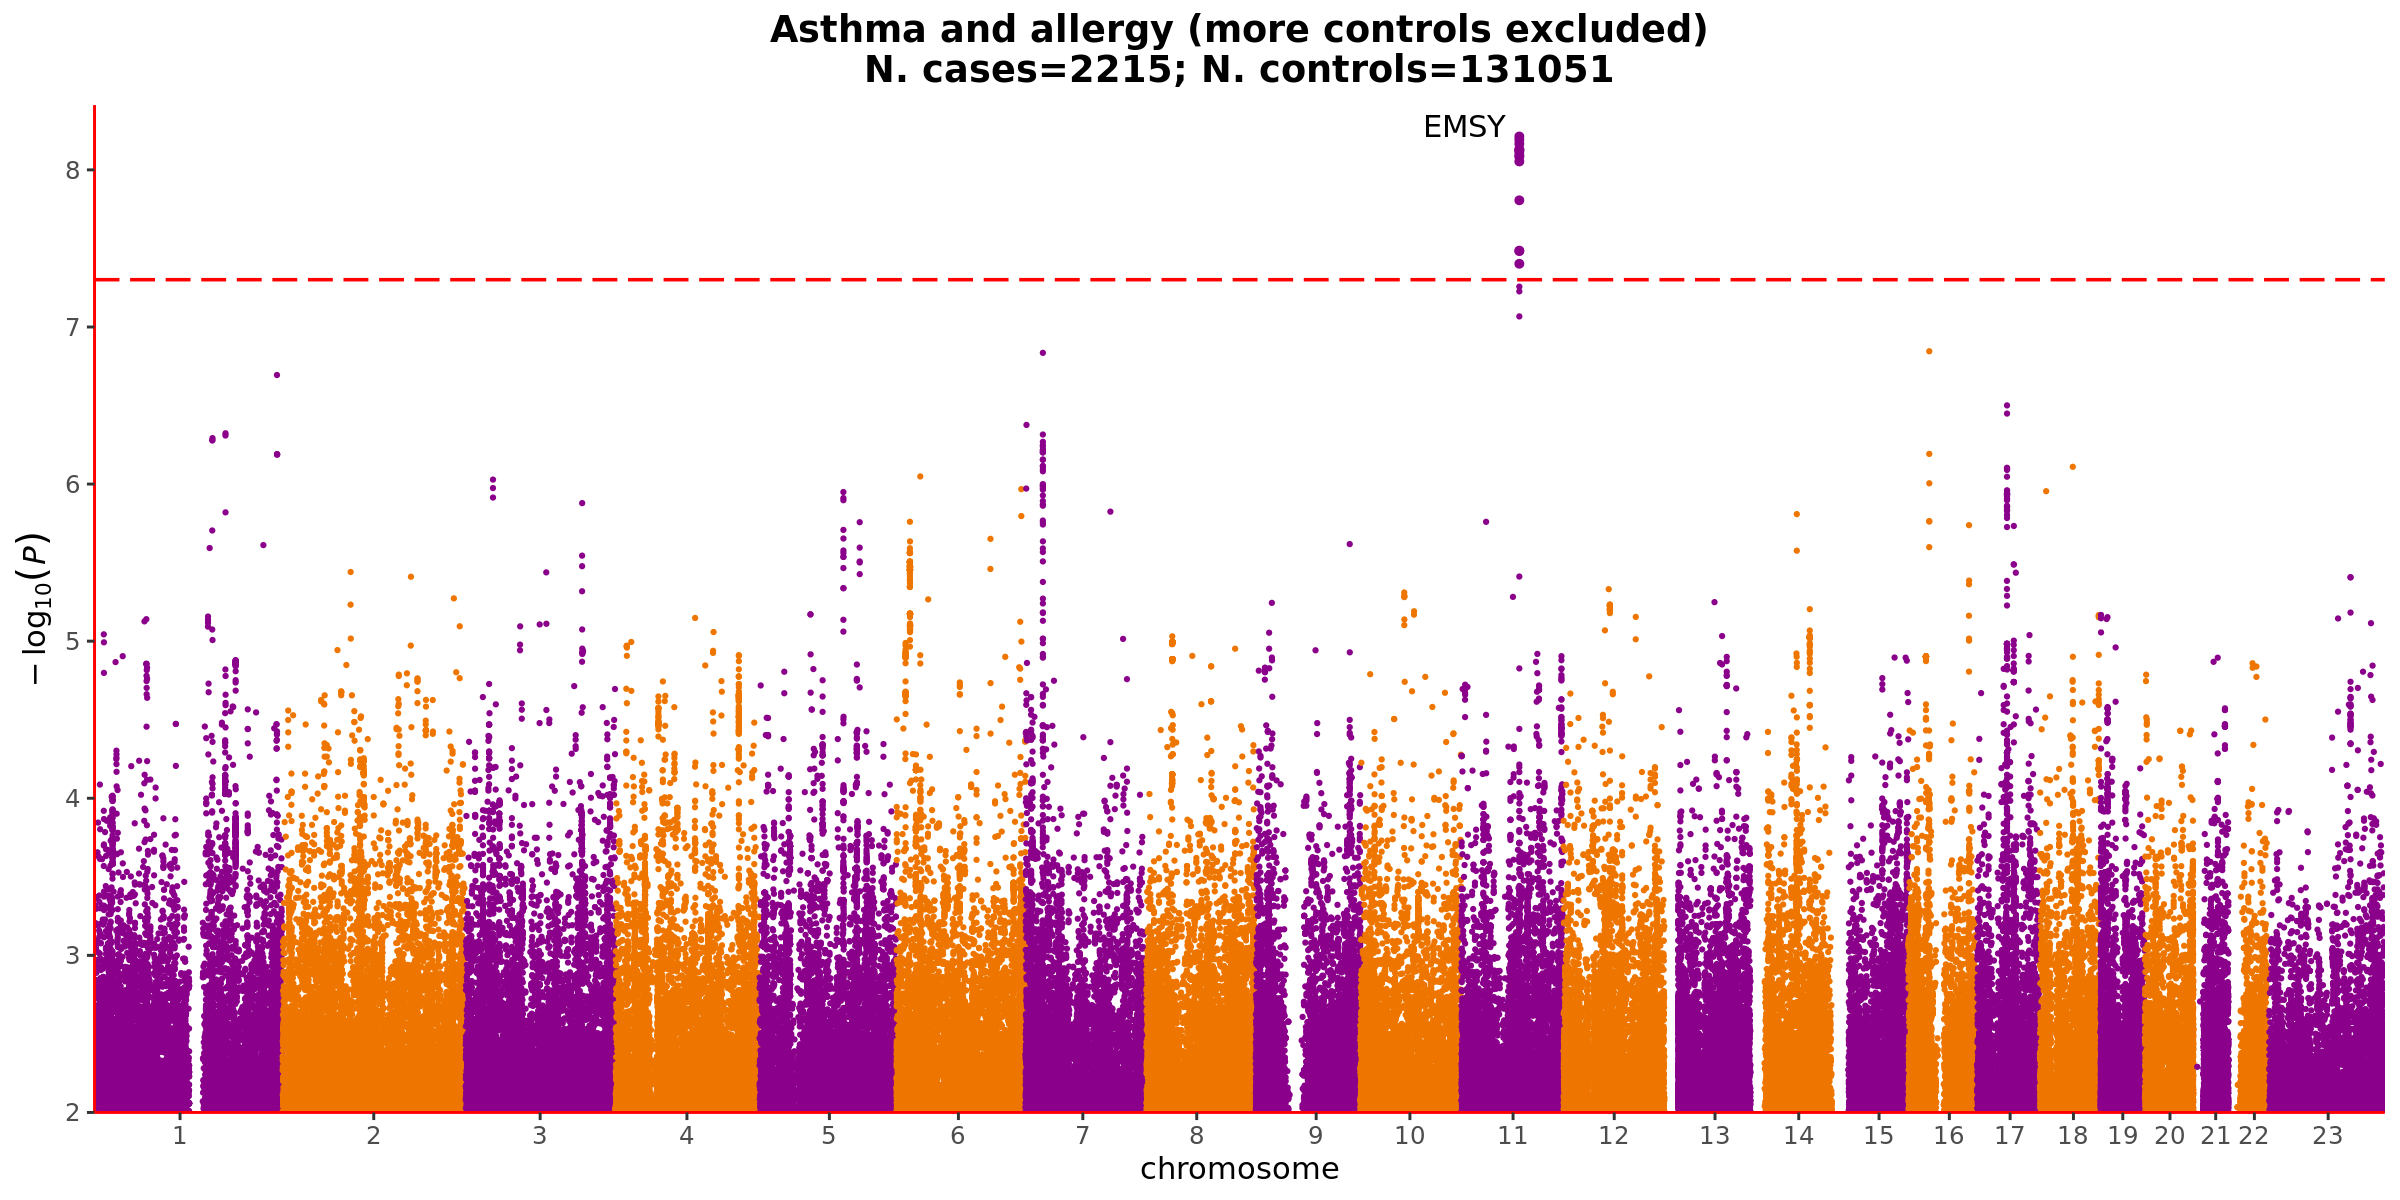 Asthma and allergy (more controls excluded)
N. cases=2215; N. controls=131051
EMSY
8
7
6
5
4
3
2
− log₁₀(P)
1 2 3 4 5 6 7 8 9 10 11 12 13 14 15 16 17 18 19 20 21 22 23
chromosome